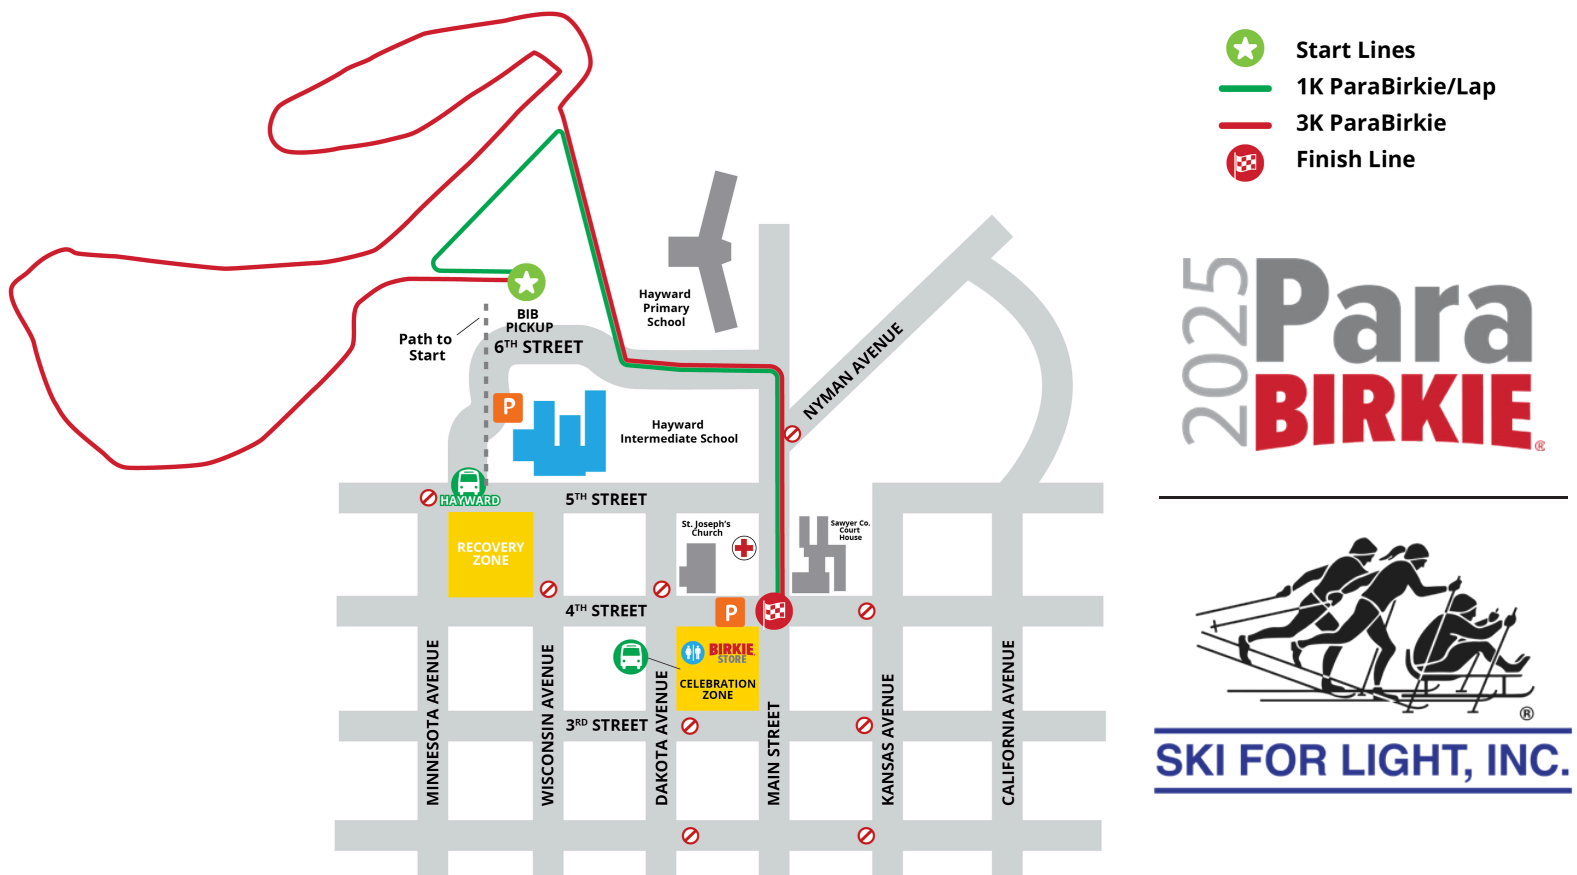 Start Lines
1K ParaBirkie/Lap
3K ParaBirkie
Finish Line
2025
Para
BIRKIE
®
Hayward
Primary
School
BIB
PICKUP
6TH STREET
Path to
Start
NYMAN AVENUE
P
Hayward
Intermediate School
HAYWARD
5TH STREET
RECOVERY
ZONE
St. Joseph's
Church
Sawyer Co.
Court
House
4TH STREET
P
BIRKIE
STORE
CELEBRATION
ZONE
3RD STREET
MINNESOTA AVENUE
WISCONSIN AVENUE
DAKOTA AVENUE
MAIN STREET
KANSAS AVENUE
CALIFORNIA AVENUE
®
SKI FOR LIGHT, INC.